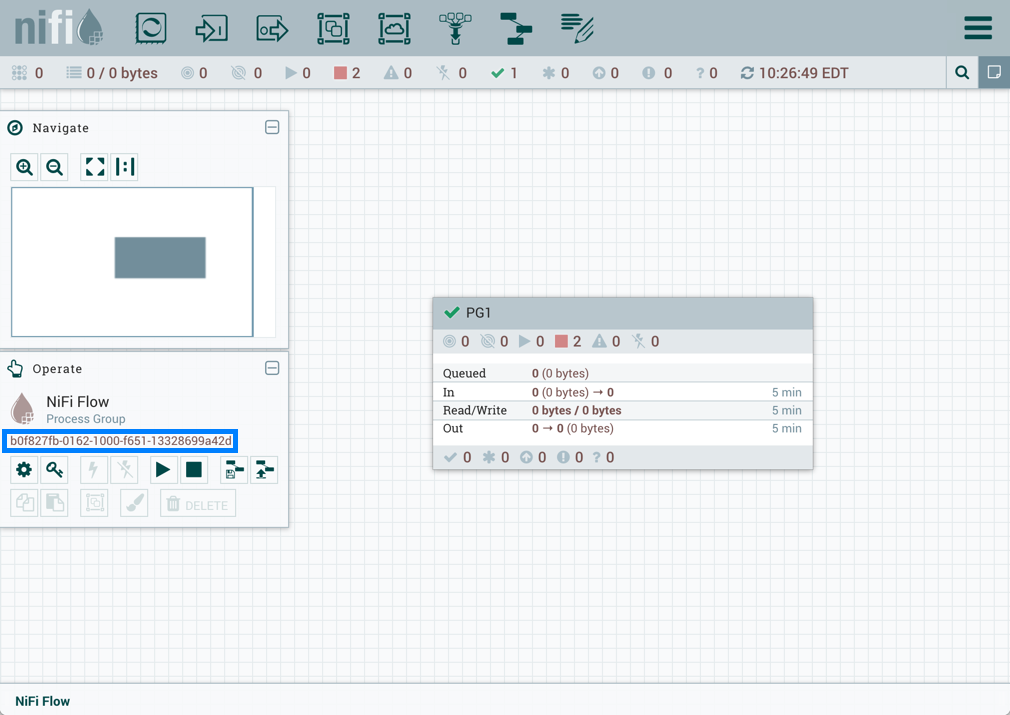 nifi
0 0 / 0 bytes 0 0 0 2 0 0 1 0 0 0 ? 0 10:26:49 EDT
Navigate
PG1
0 0 0 2 0 0
Queued 0 (0 bytes)
In 0 (0 bytes) → 0 5 min
Read/Write 0 bytes / 0 bytes 5 min
Out 0 → 0 (0 bytes) 5 min
0 0 0 0 ? 0
Operate
NiFi Flow
Process Group
b0f827fb-0162-1000-f651-13328699a42d
DELETE
NiFi Flow